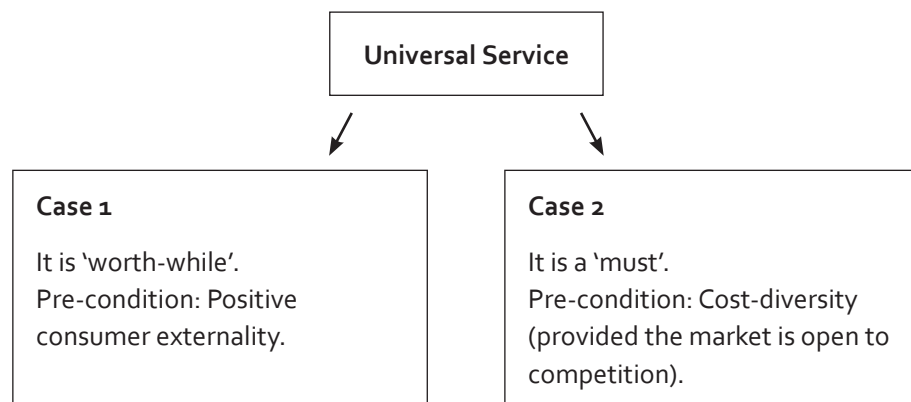 Universal Service
Case 1
It is ‘worth-while’.
Pre-condition: Positive
consumer externality.
Case 2
It is a ‘must’.
Pre-condition: Cost-diversity
(provided the market is open to
competition).